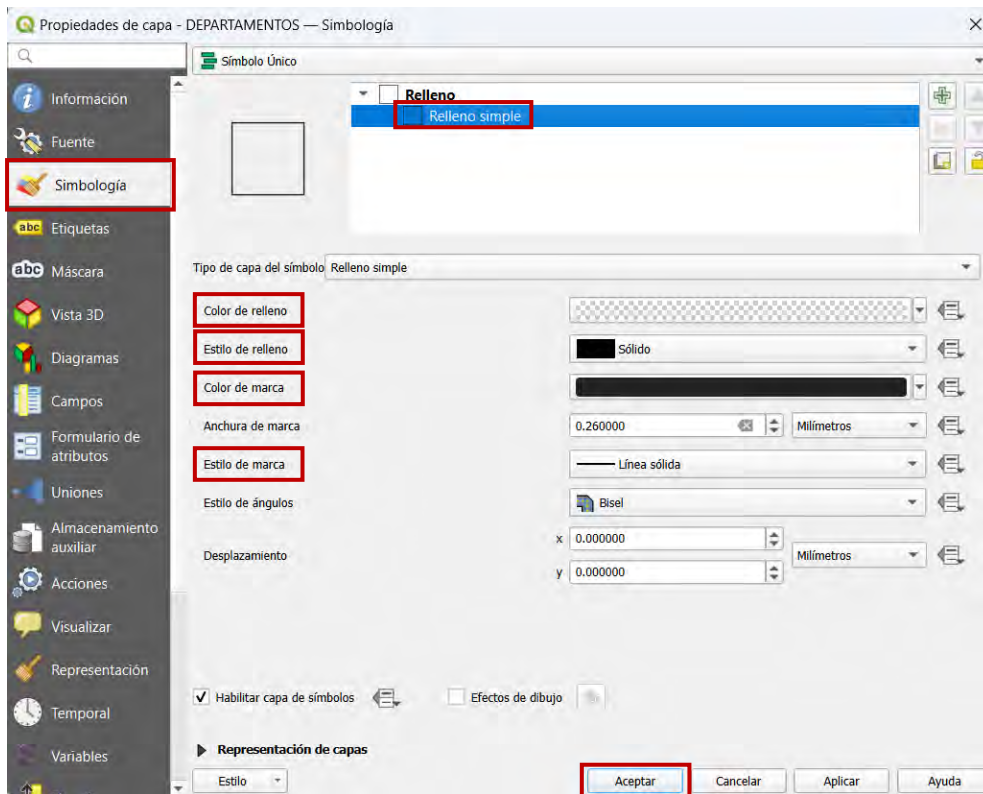 Propiedades de capa - DEPARTAMENTOS — Simbología
Símbolo Único
Información
Fuente
Simbología
abc Etiquetas
abc Máscara
Vista 3D
Diagramas
Campos
Formulario de
atributos
Uniones
Almacenamiento
auxiliar
Acciones
Visualizar
Representación
Temporal
Variables
Relleno
Relleno simple
Tipo de capa del símbolo Relleno simple
Color de relleno
Estilo de relleno Sólido
Color de marca
Anchura de marca 0.260000 Milímetros
Estilo de marca Línea sólida
Estilo de ángulos Bisel
x 0.000000
Desplazamiento Milímetros
y 0.000000
Habilitar capa de símbolos Efectos de dibujo
Representación de capas
Estilo Aceptar Cancelar Aplicar Ayuda